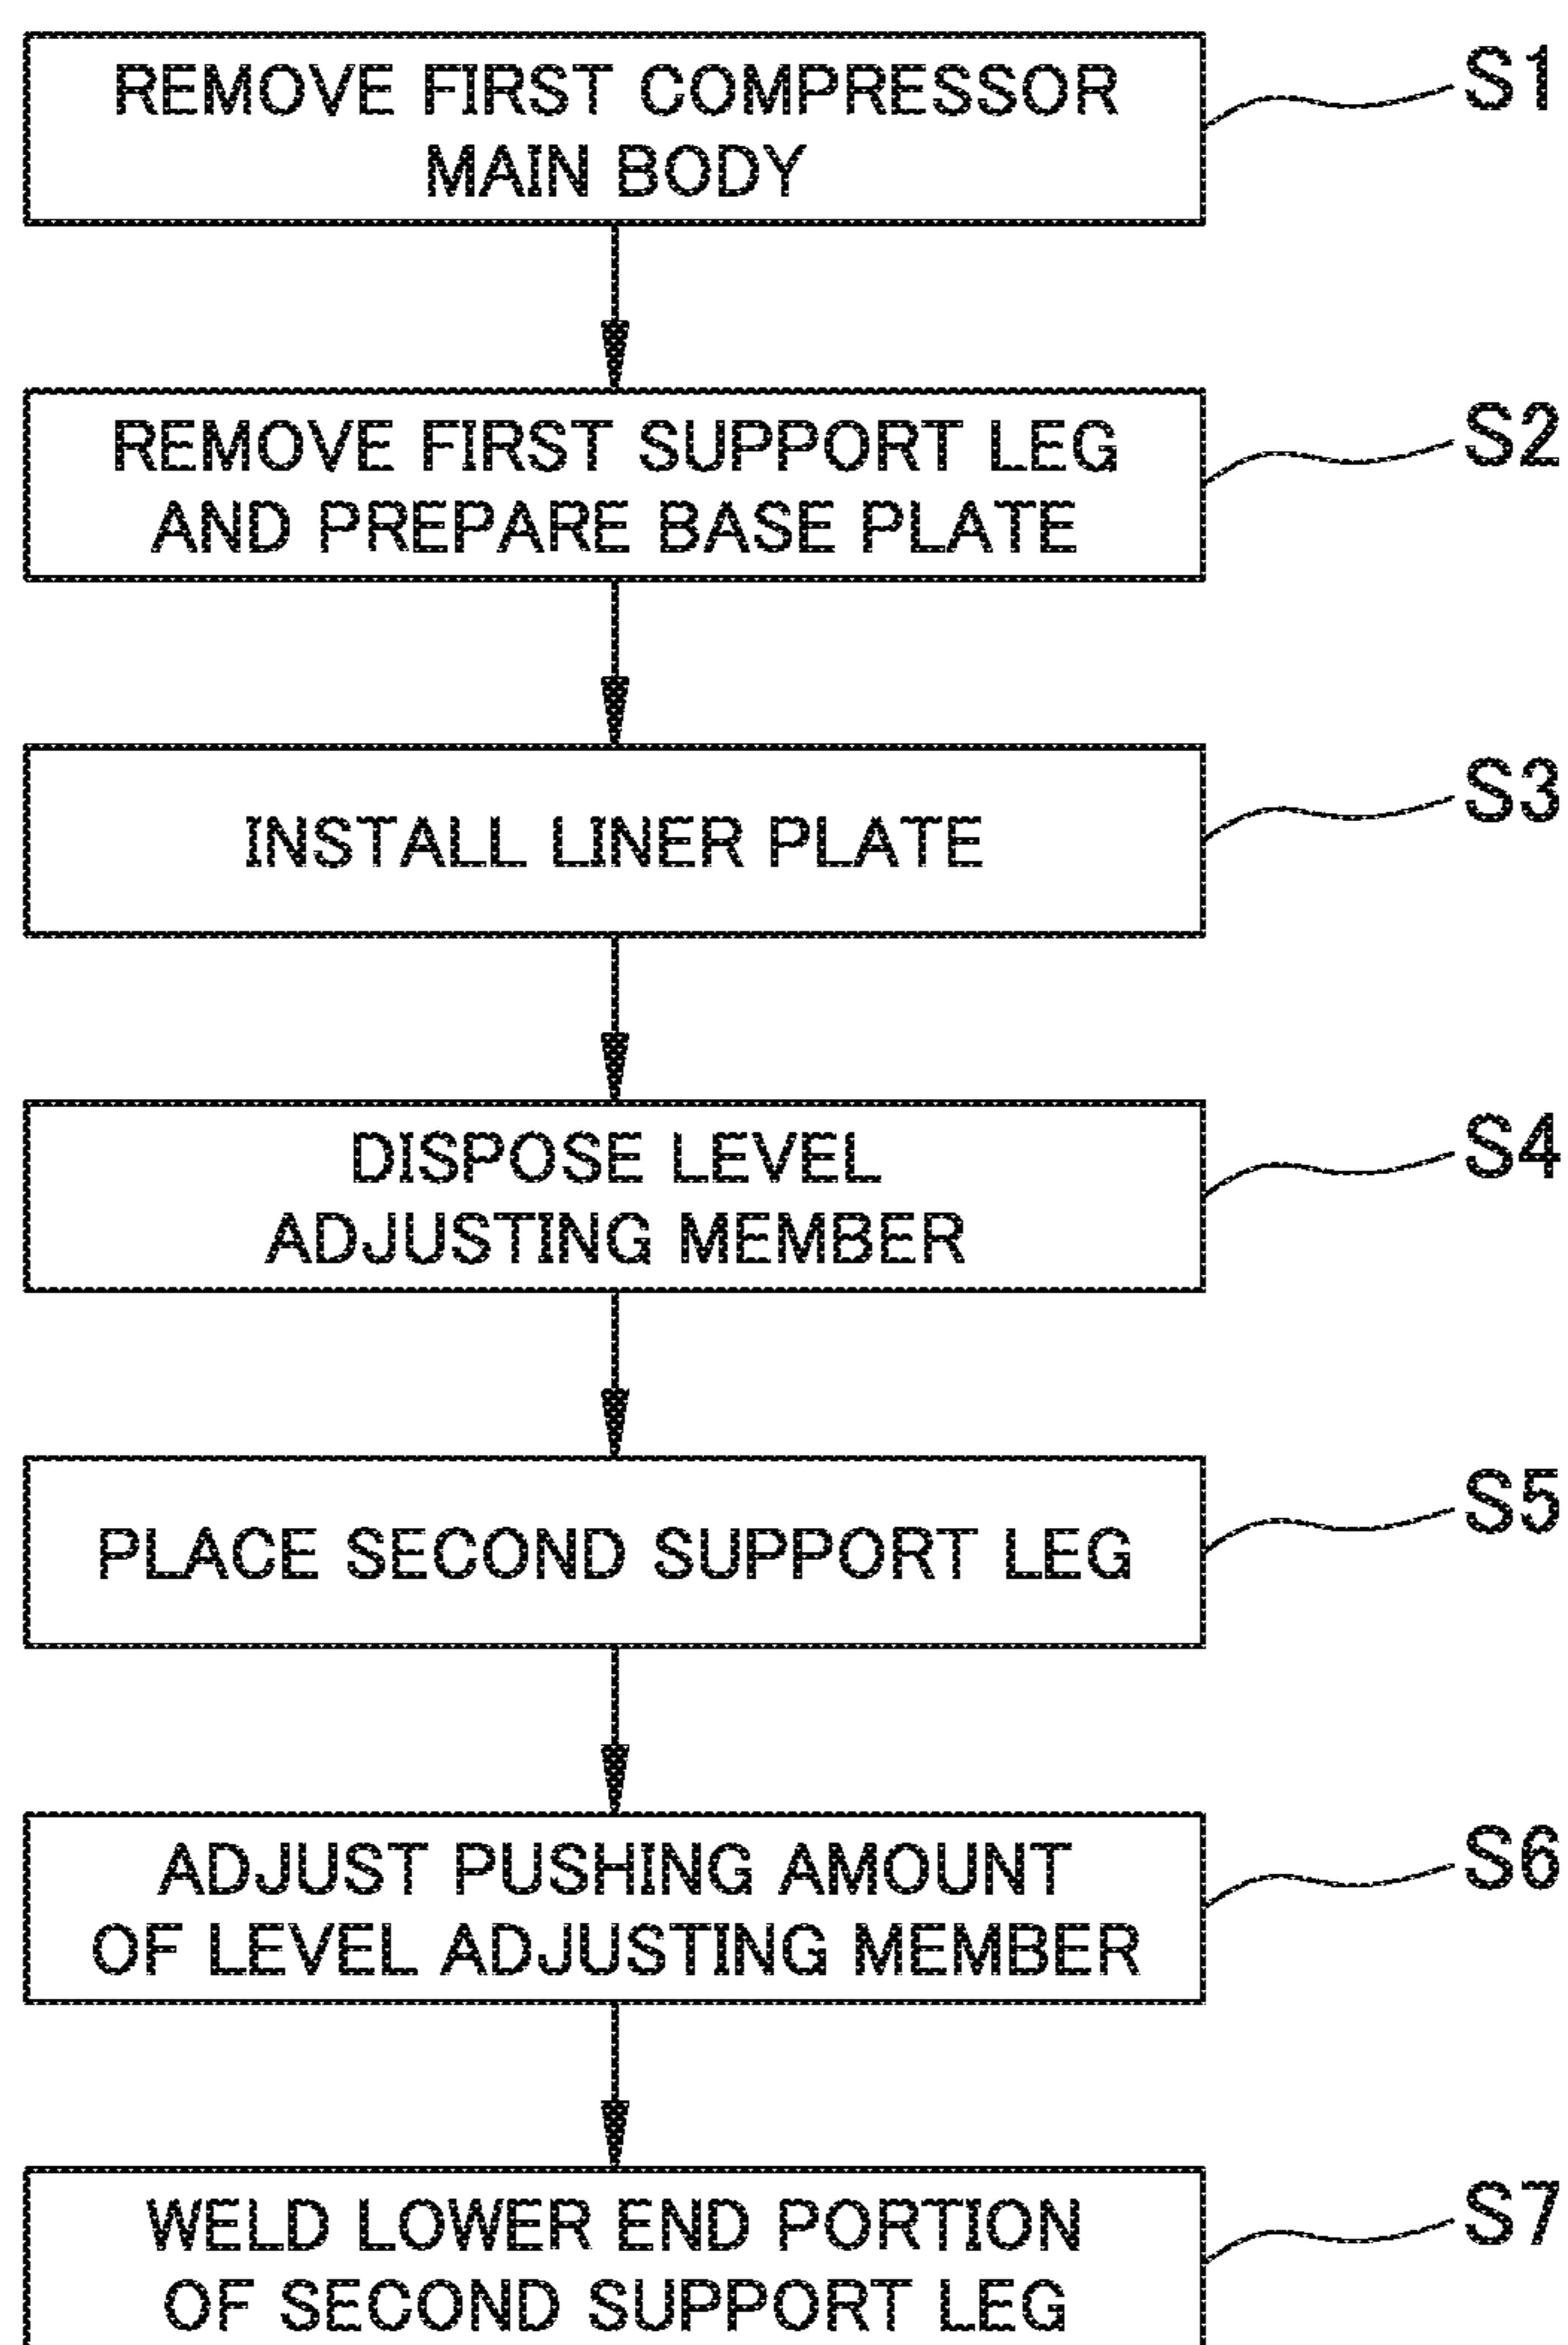 REMOVE FIRST COMPRESSOR
MAIN BODY
S1
REMOVE FIRST SUPPORT LEG
AND PREPARE BASE PLATE
S2
INSTALL LINER PLATE
S3
DISPOSE LEVEL
ADJUSTING MEMBER
S4
PLACE SECOND SUPPORT LEG
S5
ADJUST PUSHING AMOUNT
OF LEVEL ADJUSTING MEMBER
S6
WELD LOWER END PORTION
OF SECOND SUPPORT LEG
S7